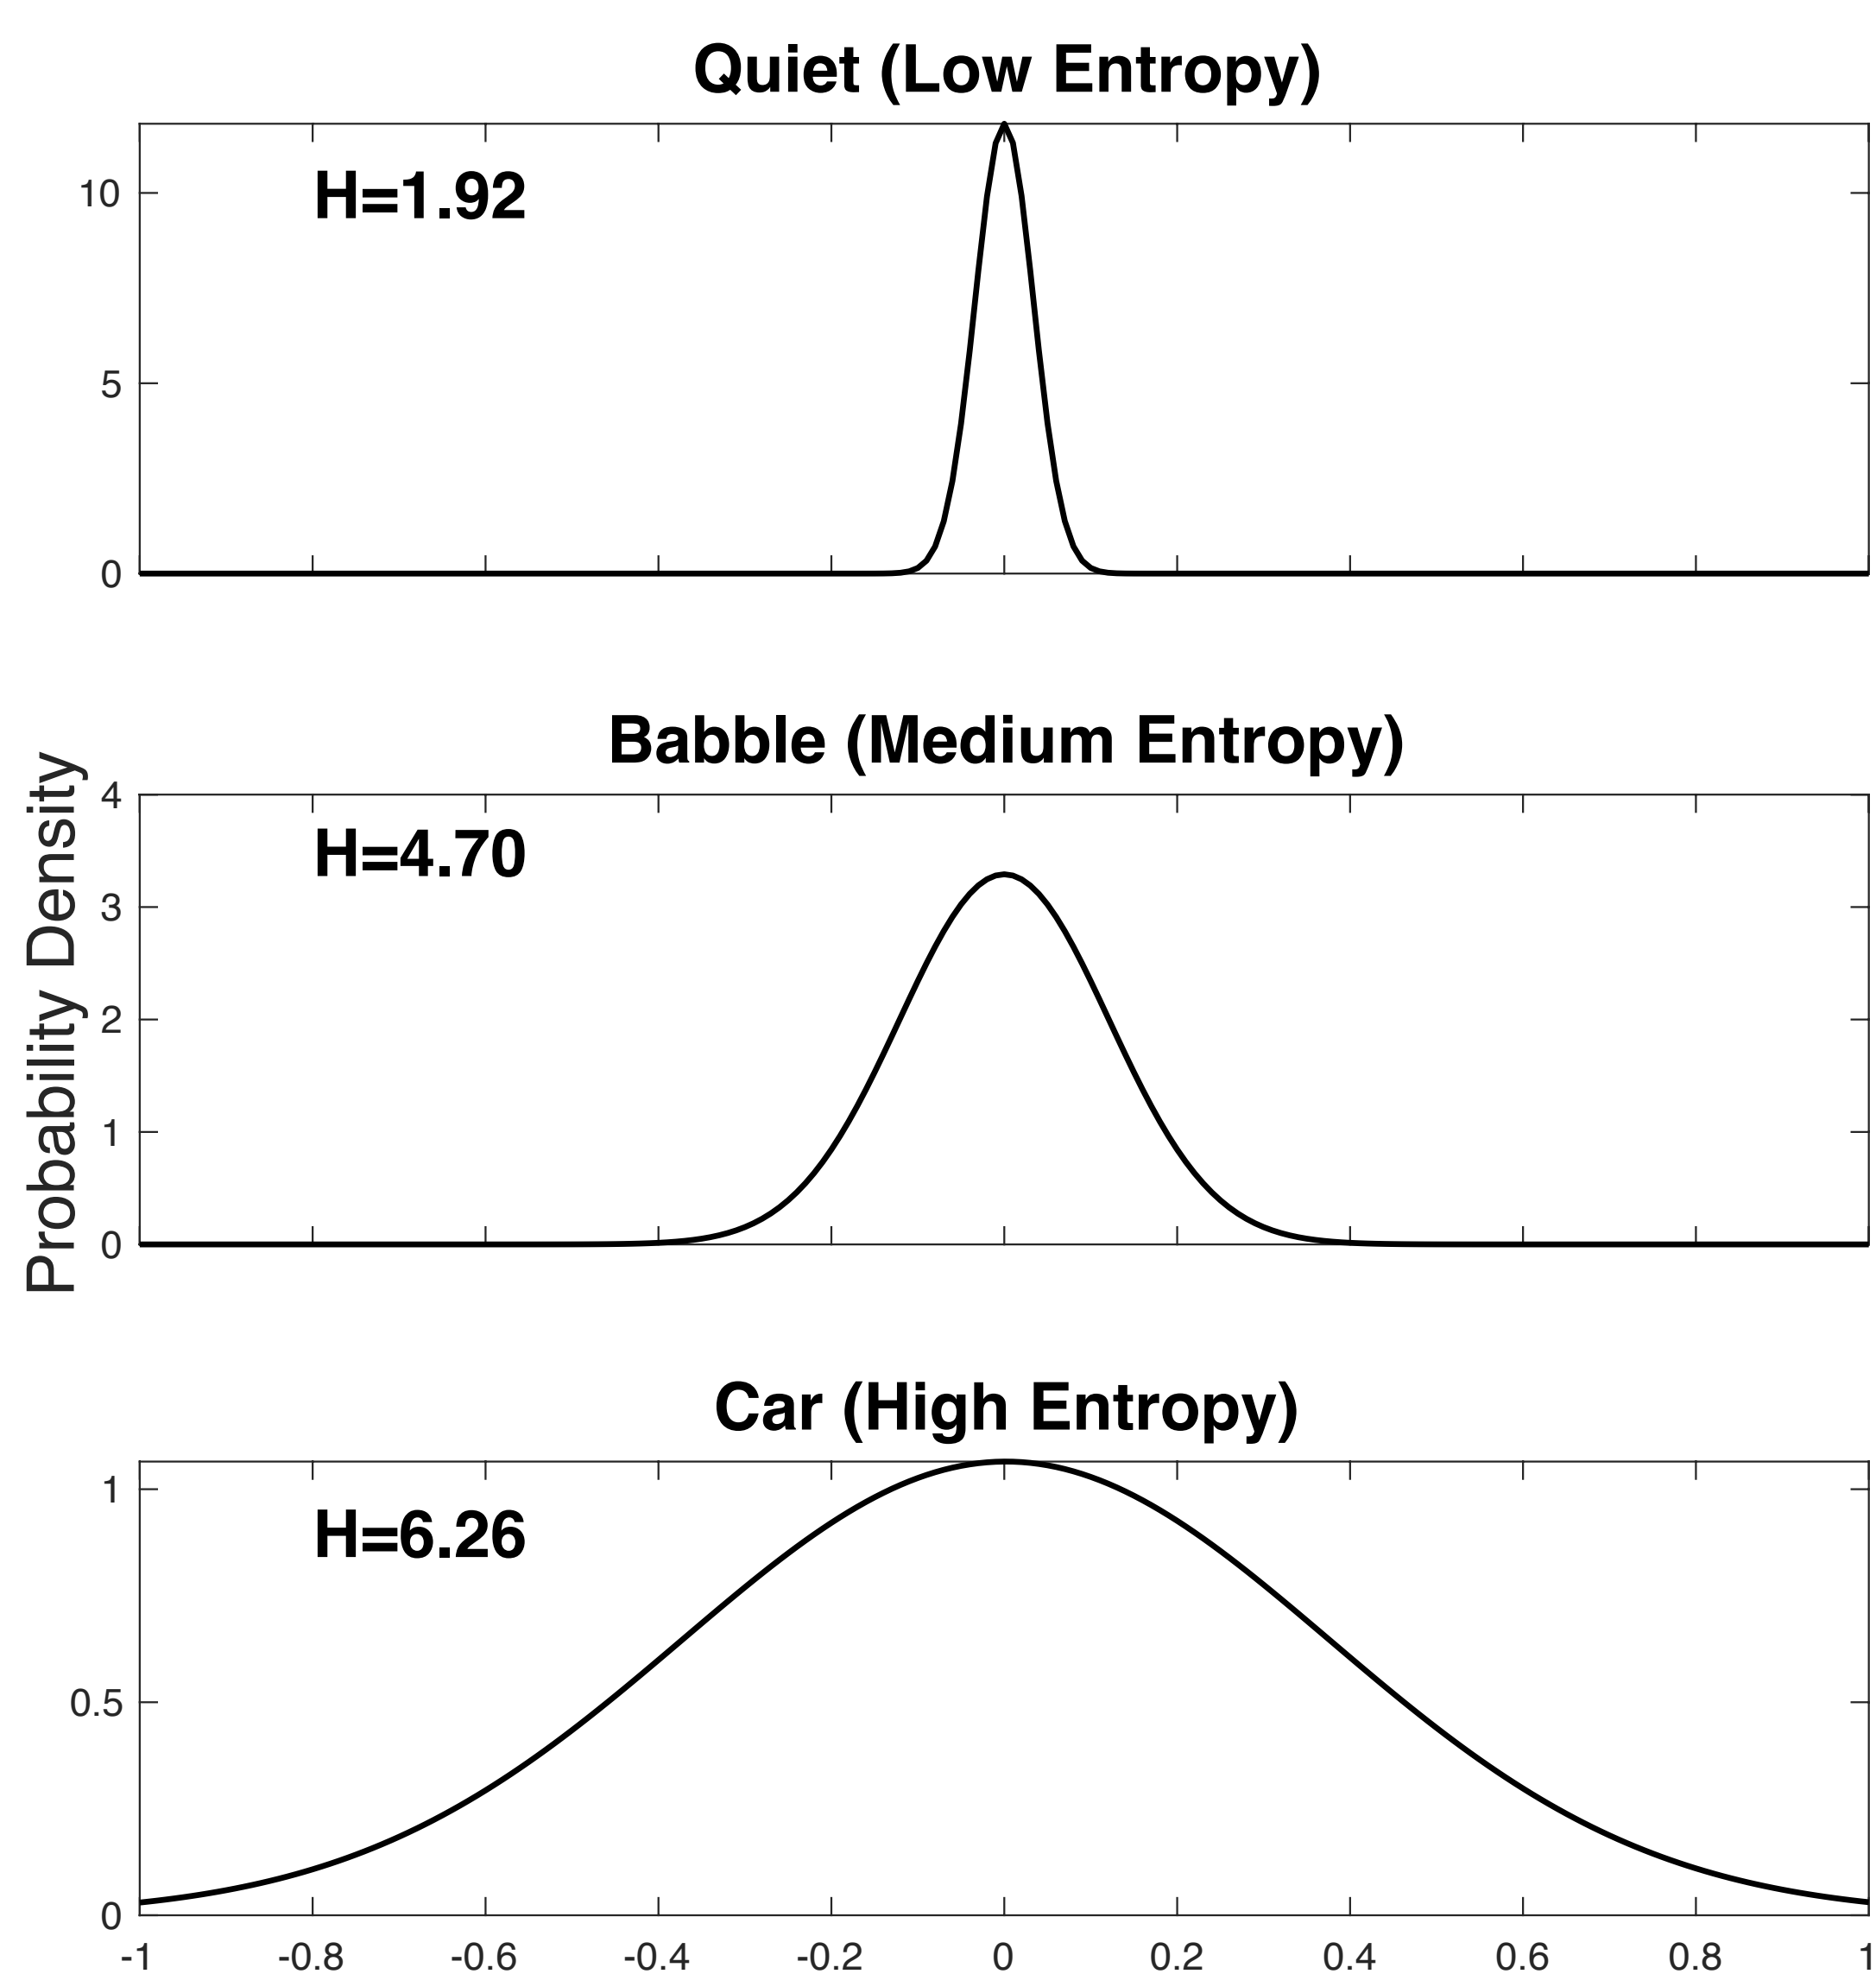 Quiet (Low Entropy)
H=1.92
10
5
0
Babble (Medium Entropy)
H=4.70
Probability Density
4
3
2
1
0
Car (High Entropy)
H=6.26
1
0.5
0
-1 -0.8 -0.6 -0.4 -0.2 0 0.2 0.4 0.6 0.8 1